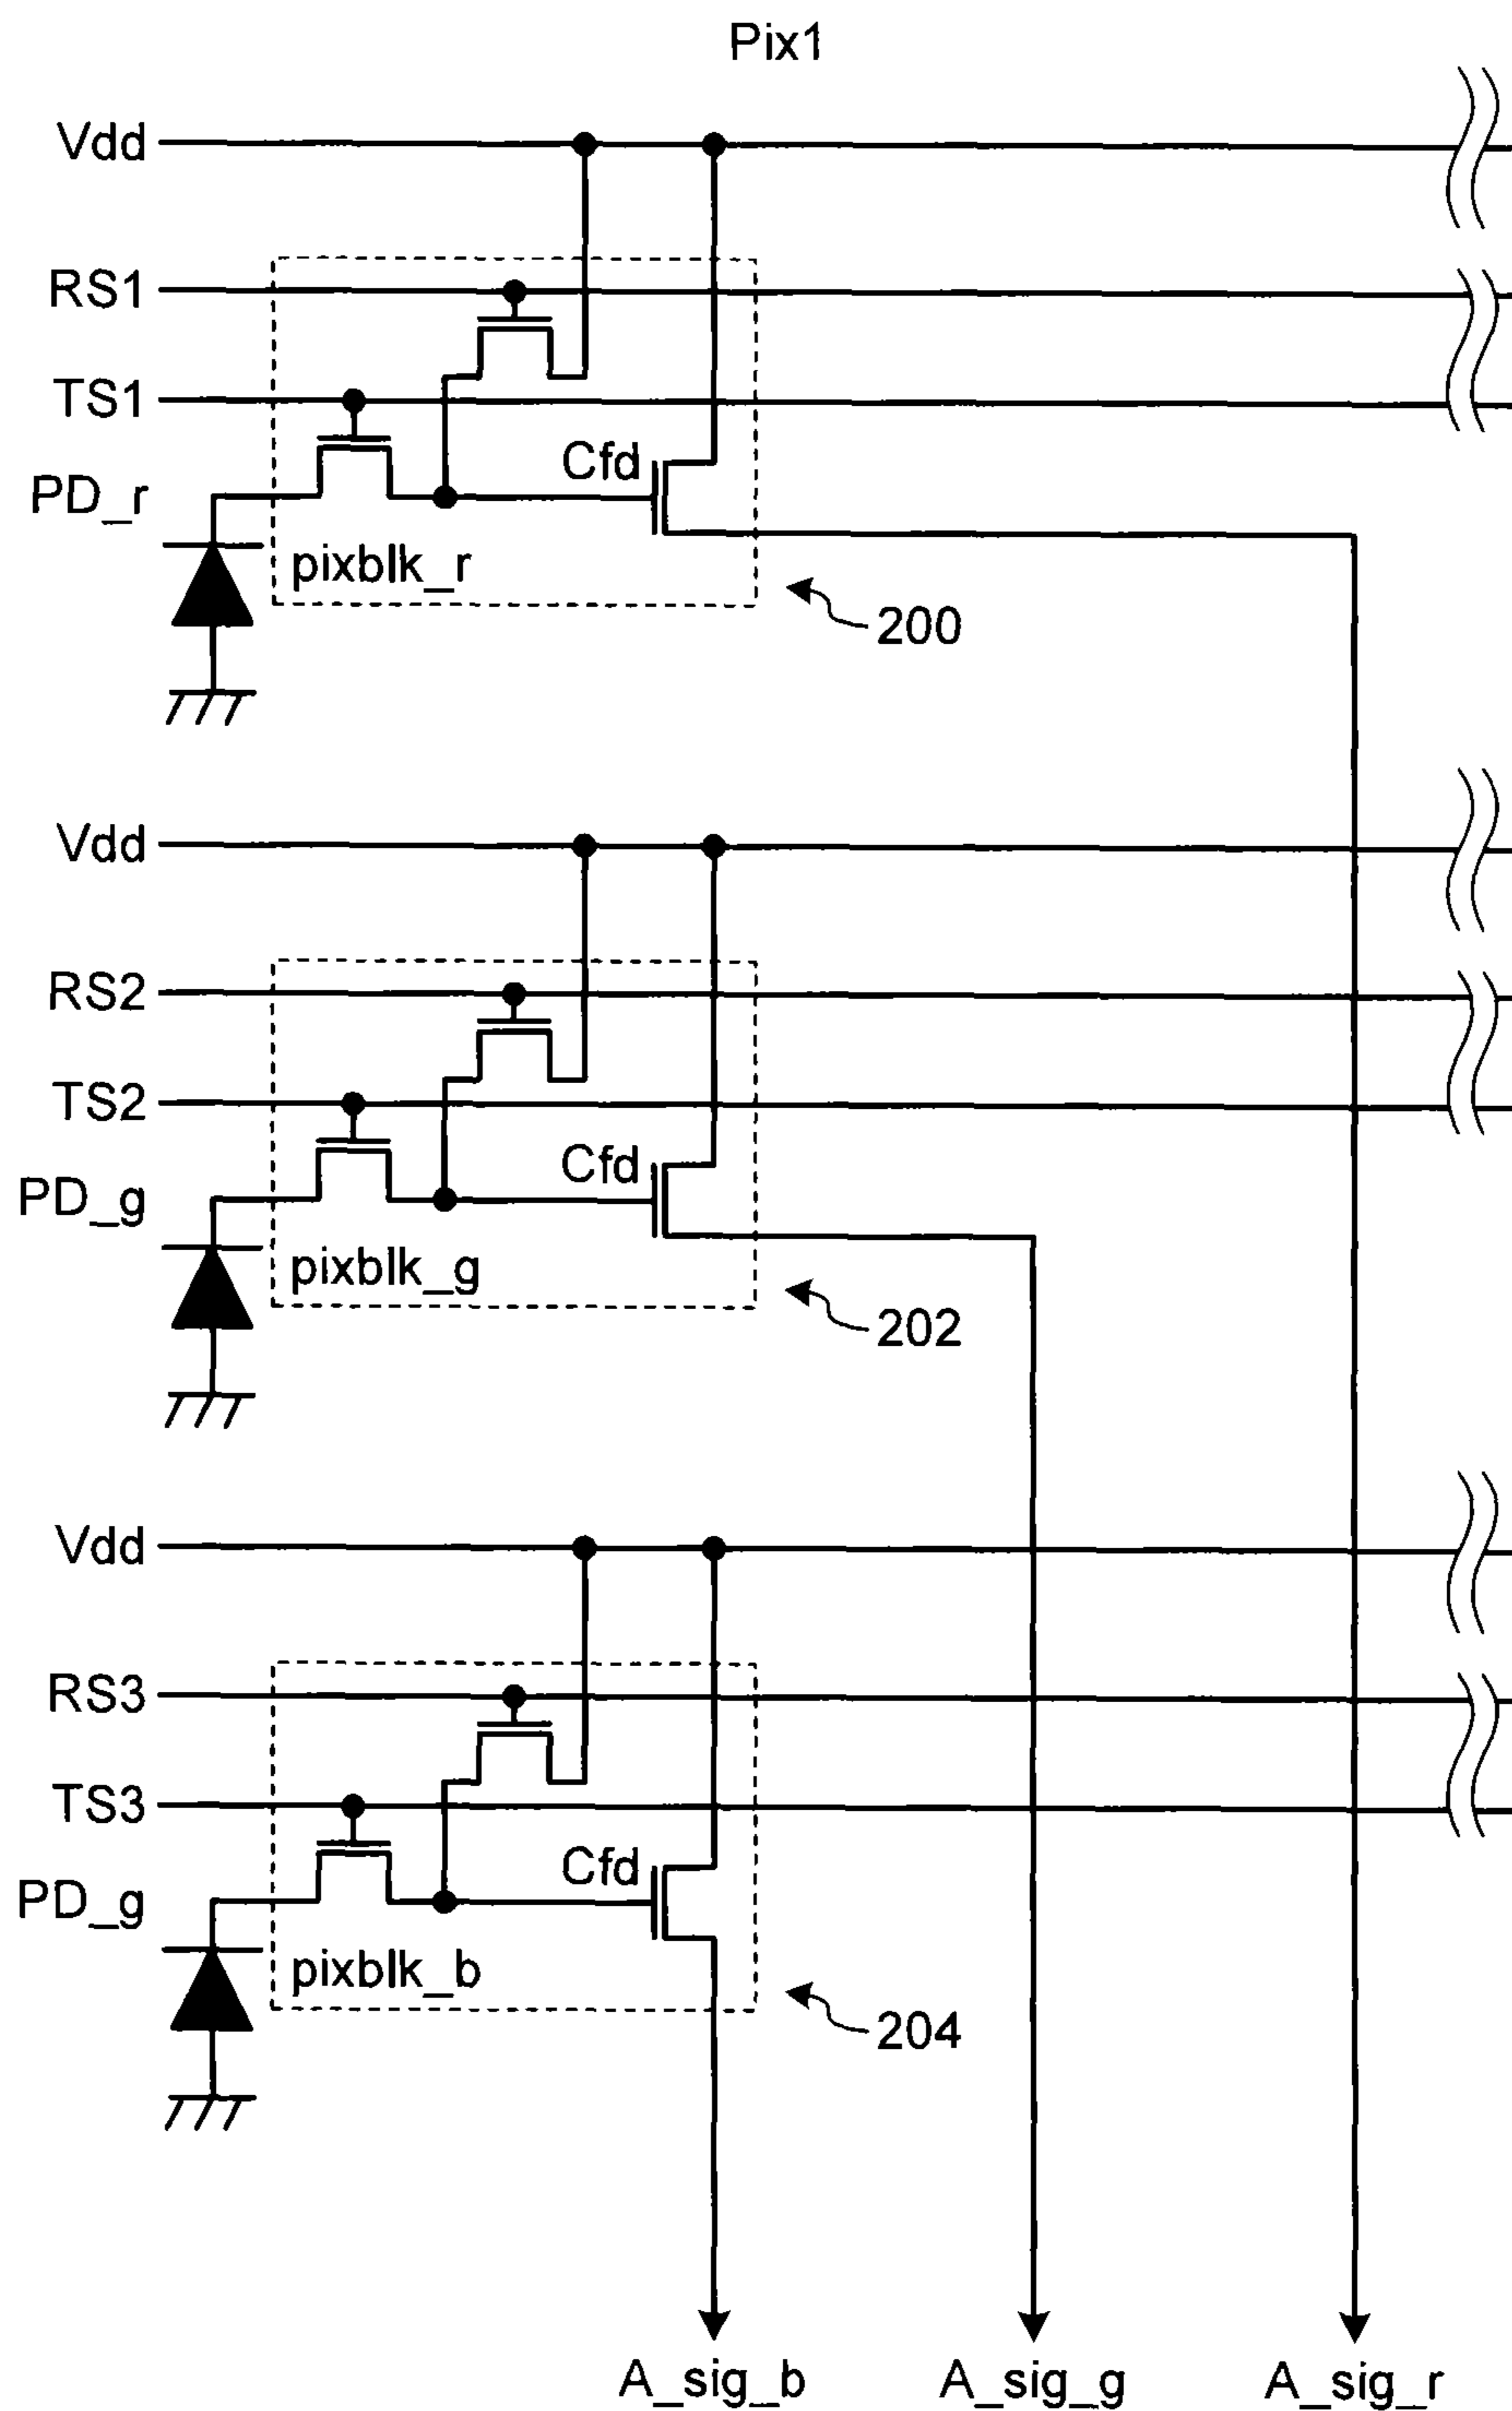 Pix1
Vdd
RS1
TS1
Cfd
PD_r
pixblk_r
200
Vdd
RS2
TS2
Cfd
PD_g
pixblk_g
202
Vdd
RS3
TS3
Cfd
PD_g
pixblk_b
204
A_sig_b A_sig_g A_sig_r